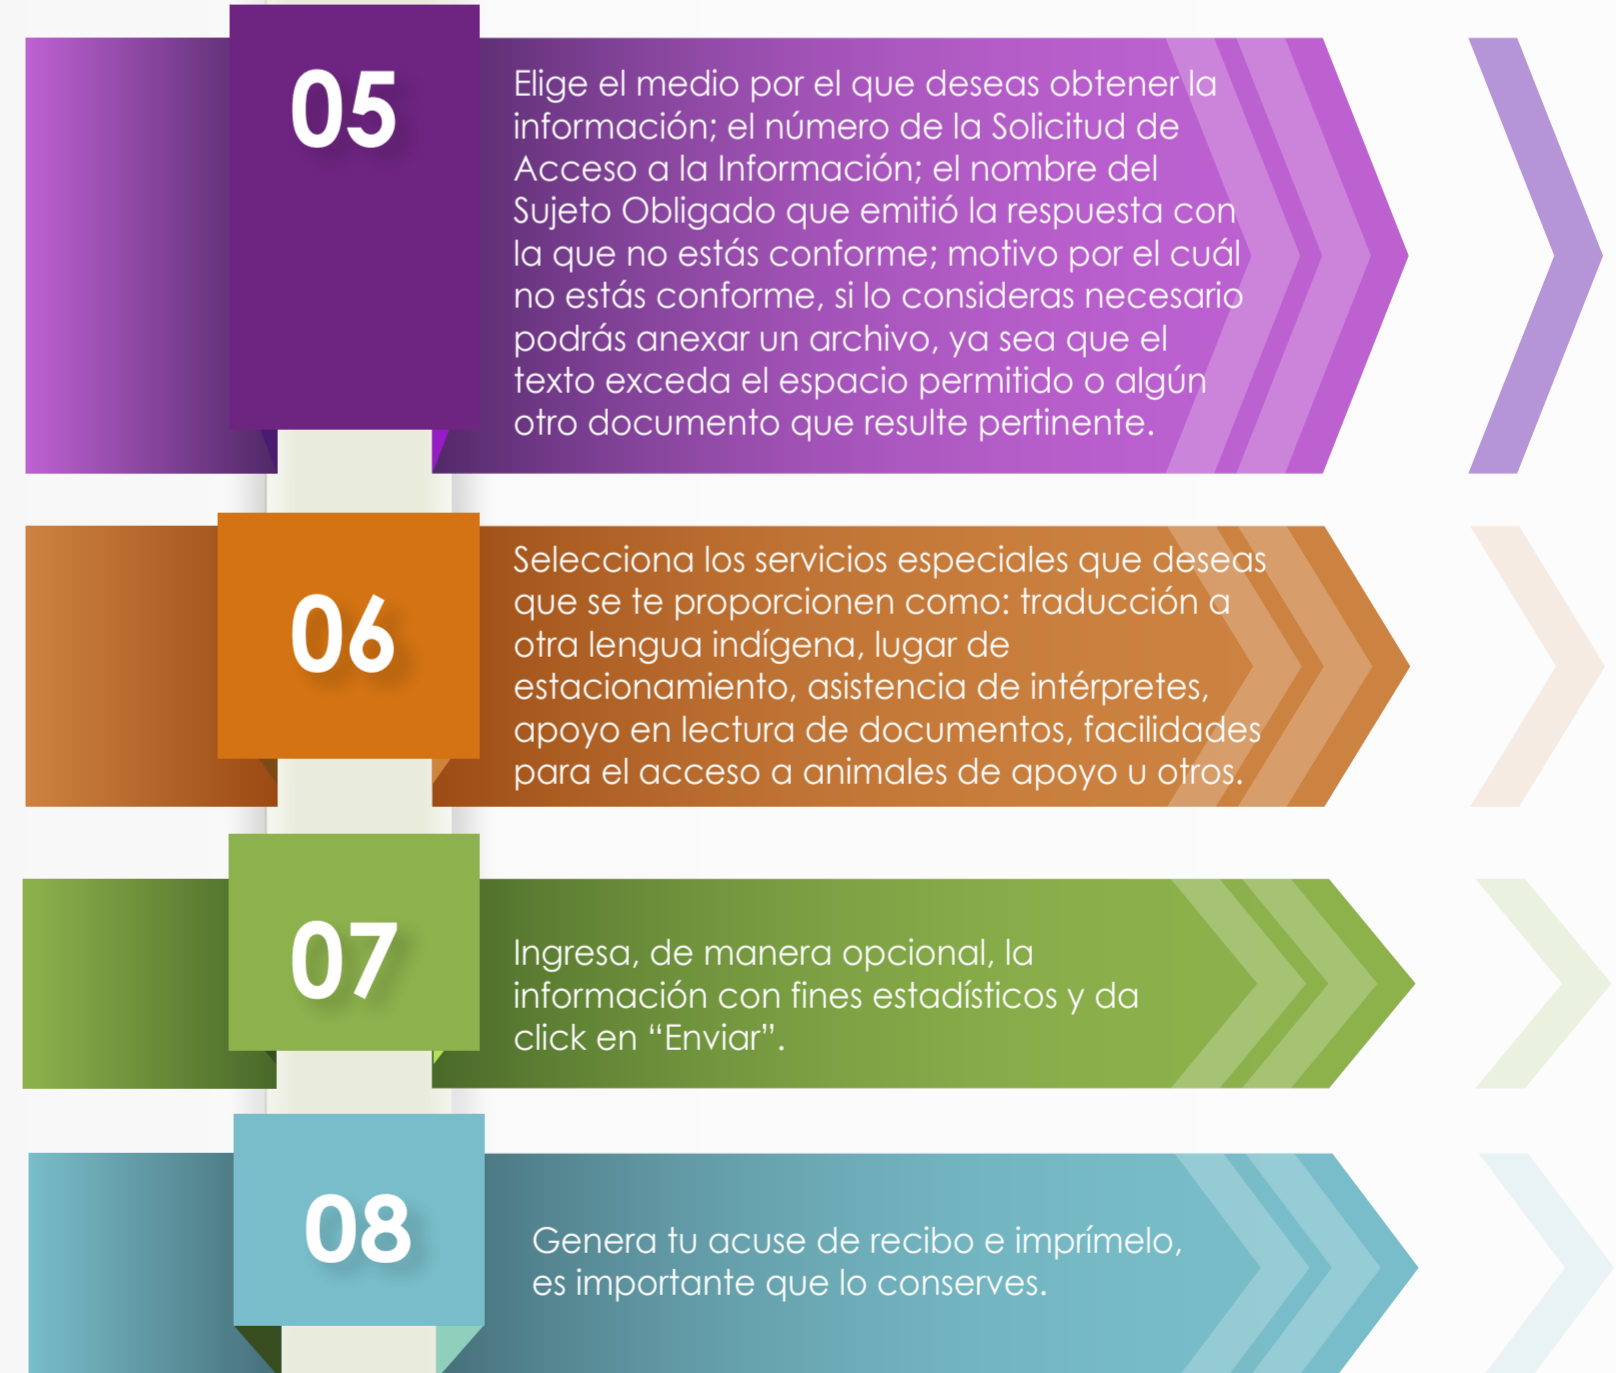 05
Elige el medio por el que deseas obtener la
información; el número de la Solicitud de
Acceso a la Información; el nombre del
Sujeto Obligado que emitió la respuesta con
la que no estás conforme; motivo por el cuál
no estás conforme, si lo consideras necesario
podrás anexar un archivo, ya sea que el
texto exceda el espacio permitido o algún
otro documento que resulte pertinente.
06
Selecciona los servicios especiales que deseas
que se te proporcionen como: traducción a
otra lengua indígena, lugar de
estacionamiento, asistencia de intérpretes,
apoyo en lectura de documentos, facilidades
para el acceso a animales de apoyo u otros.
07
Ingresa, de manera opcional, la
información con fines estadísticos y da
click en “Enviar”.
08
Genera tu acuse de recibo e imprímelo,
es importante que lo conserves.